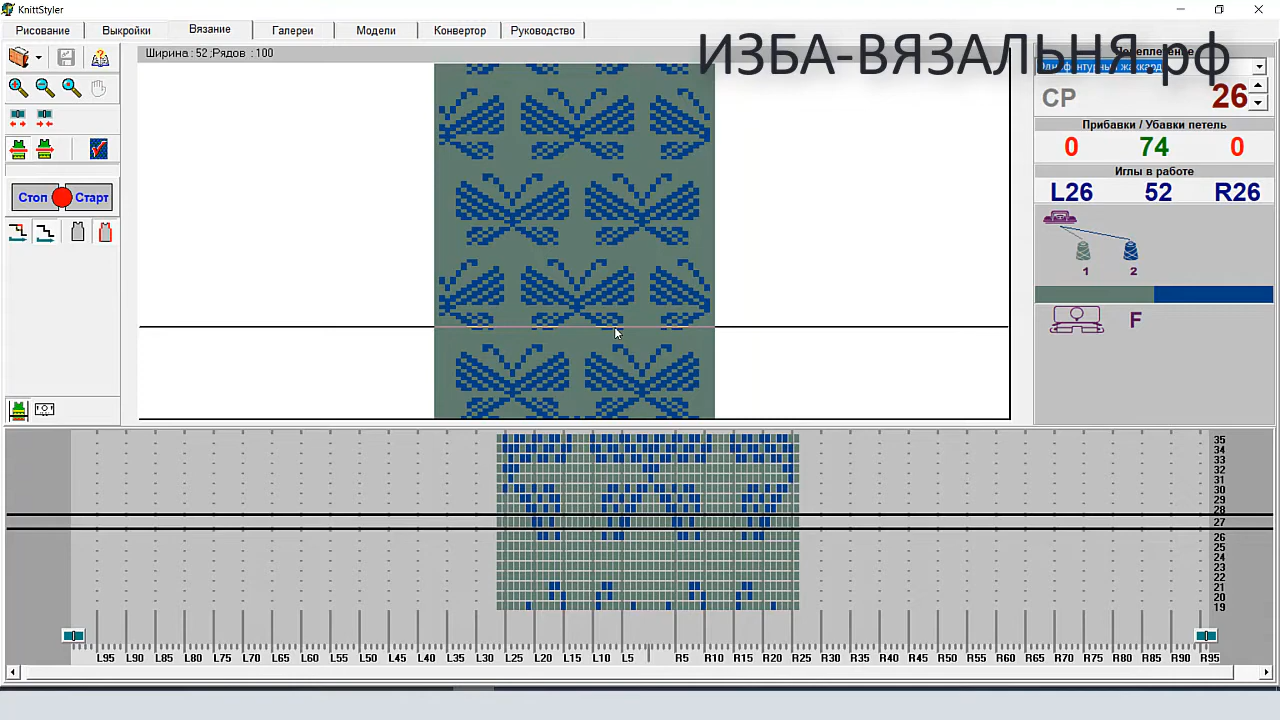 KnittStyler
Рисование Выкройки Вязание Галереи Модели Конвертор Руководство
Ширина : 52 ;Рядов : 100
ИЗБА-ВЯЗАЛЬНЯ рф
Переплетение
Однофонтурный жаккард
СР 26
Прибавки / Убавки петель
0 74 0
Иглы в работе
L26 52 R26
Стоп Старт
1 2
F
35
34
33
32
31
30
29
28
27
26
25
24
23
22
21
20
19
L95 L90 L85 L80 L75 L70 L65 L60 L55 L50 L45 L40 L35 L30 L25 L20 L15 L10 L5 R5 R10 R15 R20 R25 R30 R35 R40 R45 R50 R55 R60 R65 R70 R75 R80 R85 R90 R95